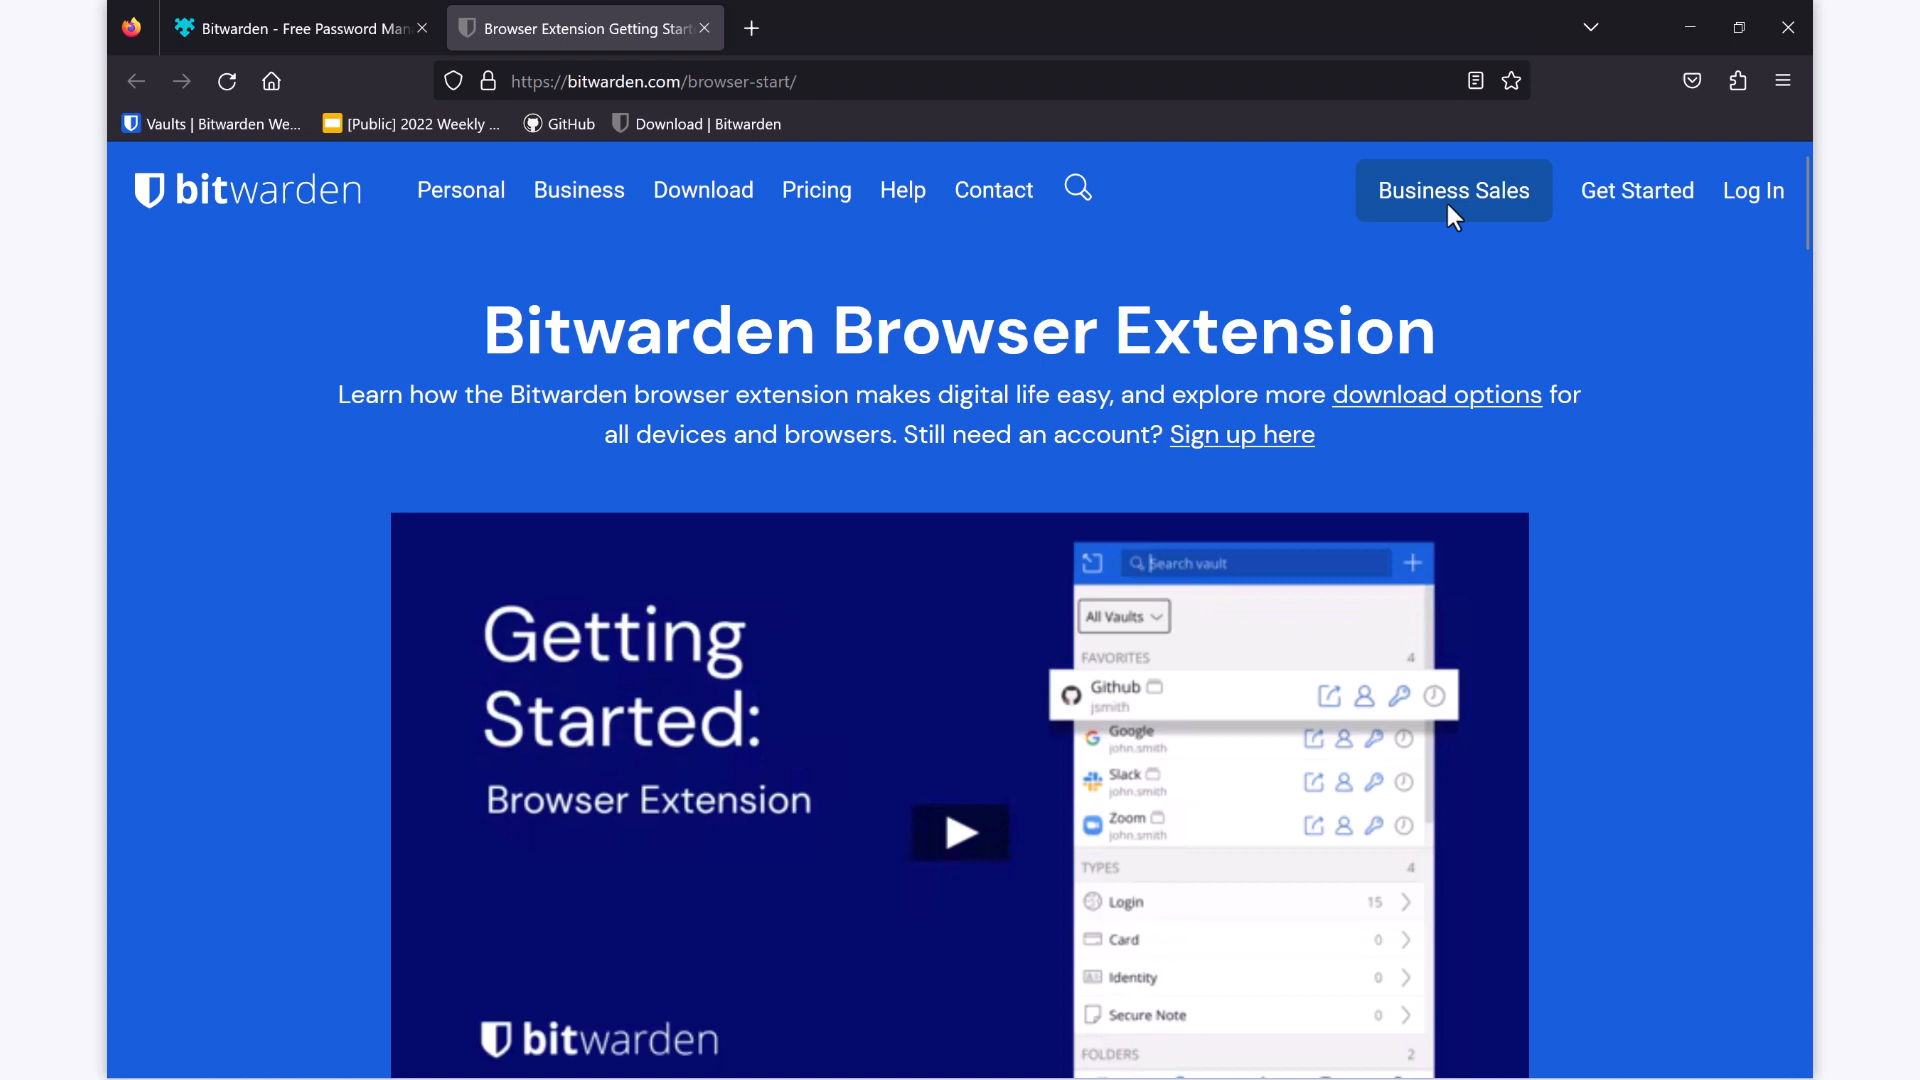 Bitwarden - Free Password Man
Browser Extension Getting Start
https://bitwarden.com/browser-start/
Vaults | Bitwarden We...
[Public] 2022 Weekly ...
GitHub
Download | Bitwarden
bitwarden
Personal
Business
Download
Pricing
Help
Contact
Business Sales
Get Started
Log In
Bitwarden Browser Extension
Learn how the Bitwarden browser extension makes digital life easy, and explore more download options for
all devices and browsers. Still need an account? Sign up here
Getting
Started:
Browser Extension
bitwarden
Search vault
All Vaults
FAVORITES 4
Github
jsmith
Google
john.smith
Slack
john.smith
Zoom
john.smith
TYPES 4
Login 15
Card 0
Identity 0
Secure Note 0
FOLDERS 2